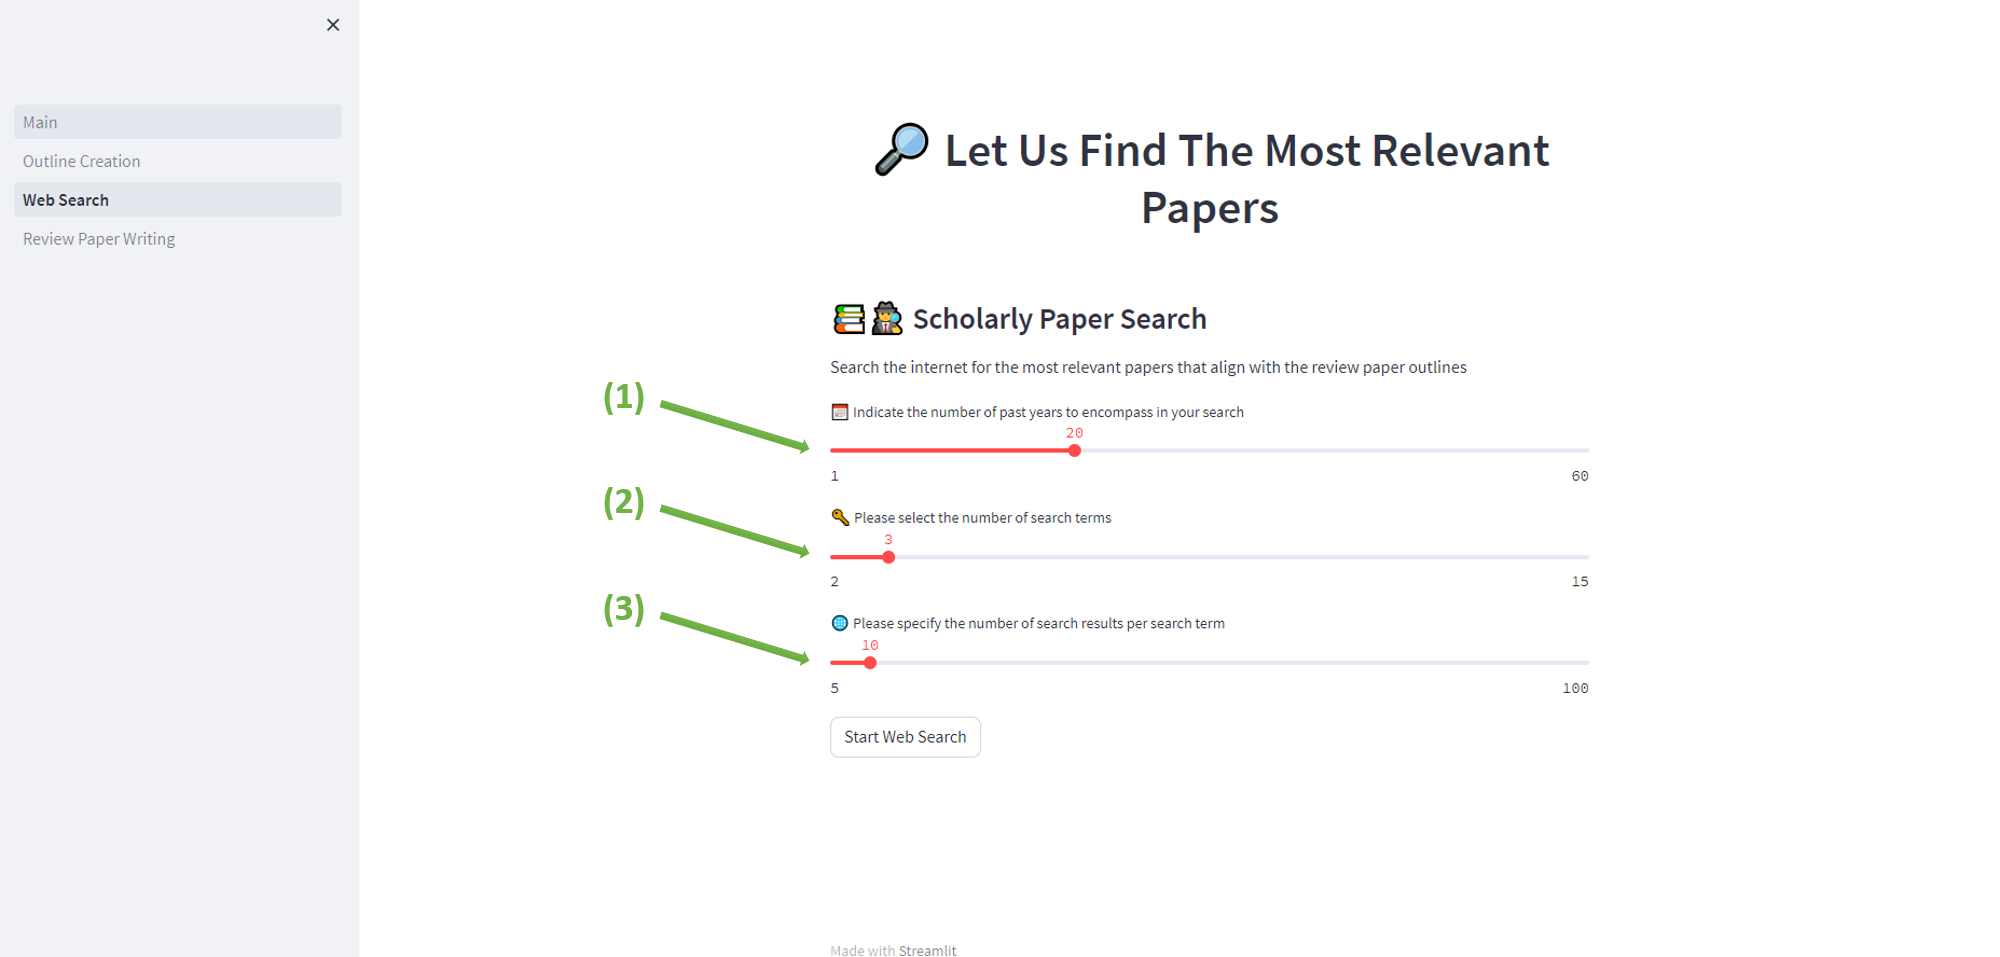 Main
Outline Creation
Web Search
Review Paper Writing
Let Us Find The Most Relevant
Papers
Scholarly Paper Search
Search the internet for the most relevant papers that align with the review paper outlines
(1)
Indicate the number of past years to encompass in your search
20
1 60
(2)
Please select the number of search terms
3
2 15
(3)
Please specify the number of search results per search term
10
5 100
Start Web Search
Made with Streamlit